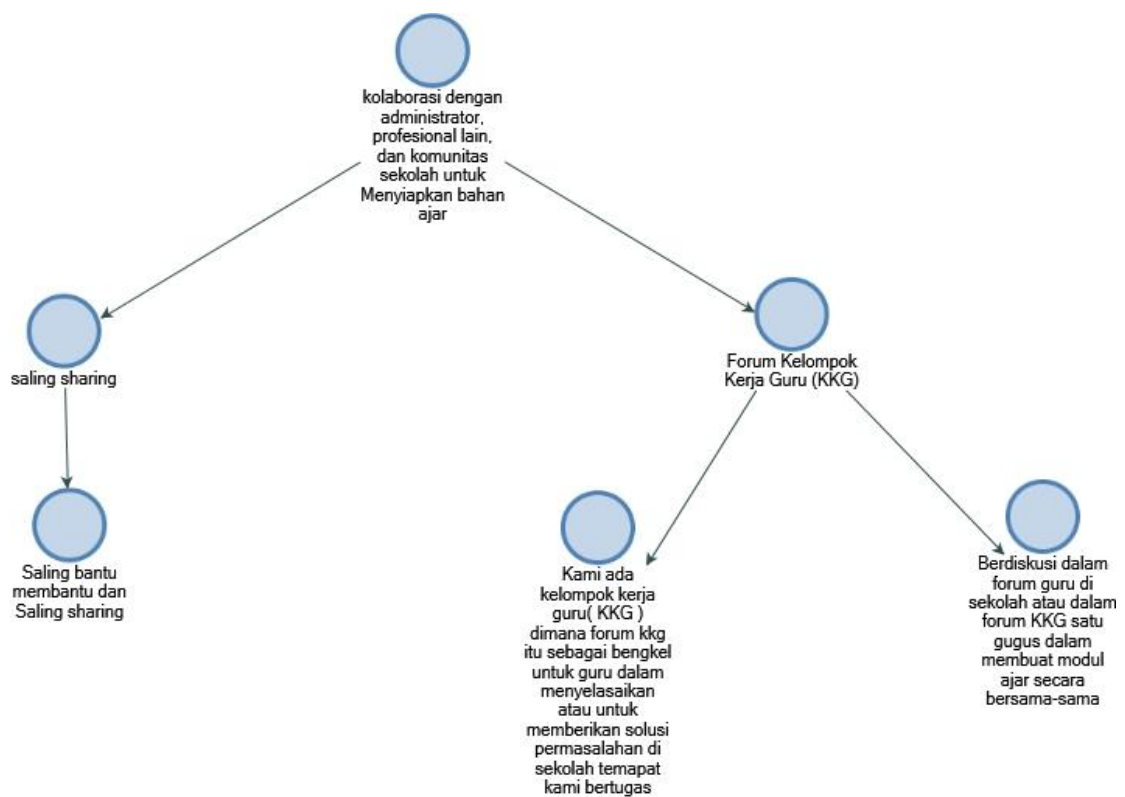 kolaborasi dengan
administrator,
profesional lain,
dan komunitas
sekolah untuk
Menyiapkan bahan
ajar
saling sharing
Forum Kelompok
Kerja Guru (KKG)
Saling bantu
membantu dan
Saling sharing
Kami ada
kelompok kerja
guru( KKG )
dimana forum kkg
itu sebagai bengkel
untuk guru dalam
menyelasaikan
atau untuk
memberikan solusi
permasalahan di
sekolah temapat
kami bertugas
Berdiskusi dalam
forum guru di
sekolah atau dalam
forum KKG satu
gugus dalam
membuat modul
ajar secara
bersama-sama